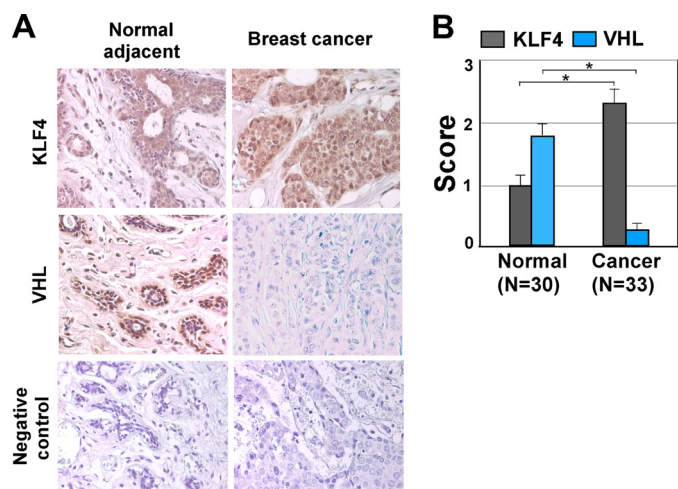 A
Normal
adjacent
Breast cancer
KLF4
VHL
Negative
control
B
KLF4 VHL
Score
3
2
1
0
*
*
Normal
(N=30)
Cancer
(N=33)